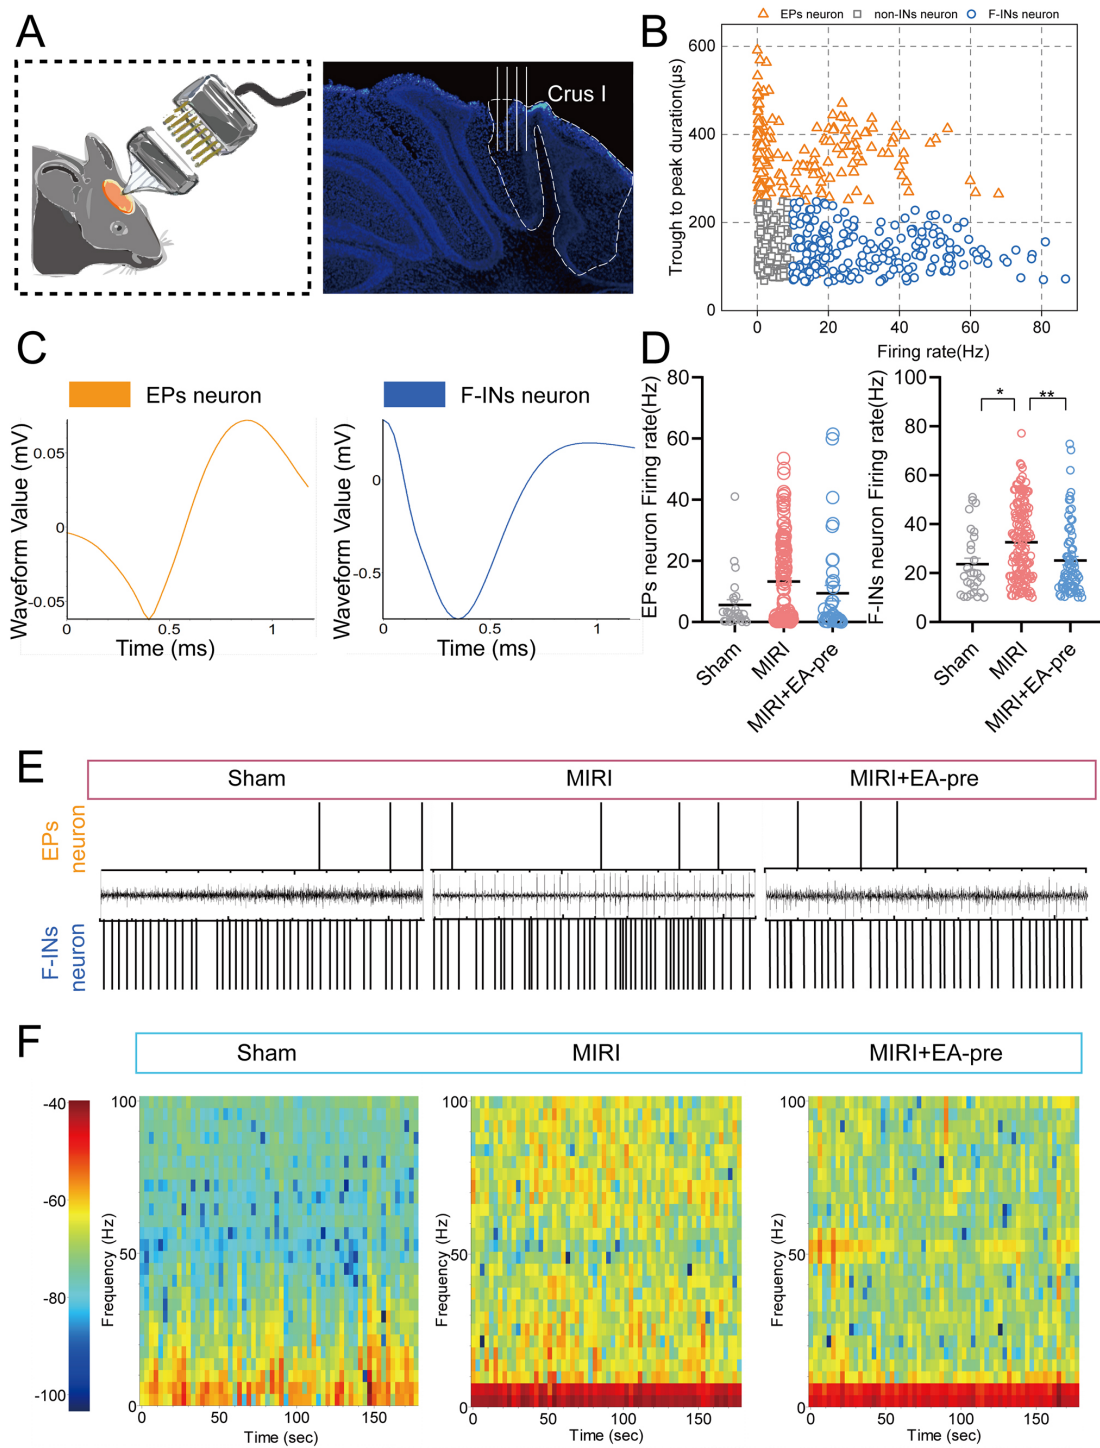 A
Crus I
B
EPs neuron non-INs neuron F-INs neuron
Trough to peak duration(μs)
600
400
200
0
0 20 40 60 80
Firing rate(Hz)
C
EPs neuron
Waveform Value (mV)
0.05
0
-0.05
0 0.5 1
Time (ms)
F-INs neuron
Waveform Value (mV)
0
-0.5
0 0.5 1
Time (ms)
D
EPs neuron Firing rate(Hz)
80
60
40
20
0
Sham
MIRI
MIRI+EA-pre
F-INs neuron Firing rate(Hz)
100
80
60
40
20
0
* **
Sham
MIRI
MIRI+EA-pre
E
Sham MIRI MIRI+EA-pre
EPs
neuron
F-INs
neuron
F
Sham MIRI MIRI+EA-pre
-40
-60
-80
-100
Frequency (Hz)
100
50
0
0 50 100 150
Time (sec)
Frequency (Hz)
100
50
0
0 50 100 150
Time (sec)
Frequency (Hz)
100
50
0
0 50 100 150
Time (sec)